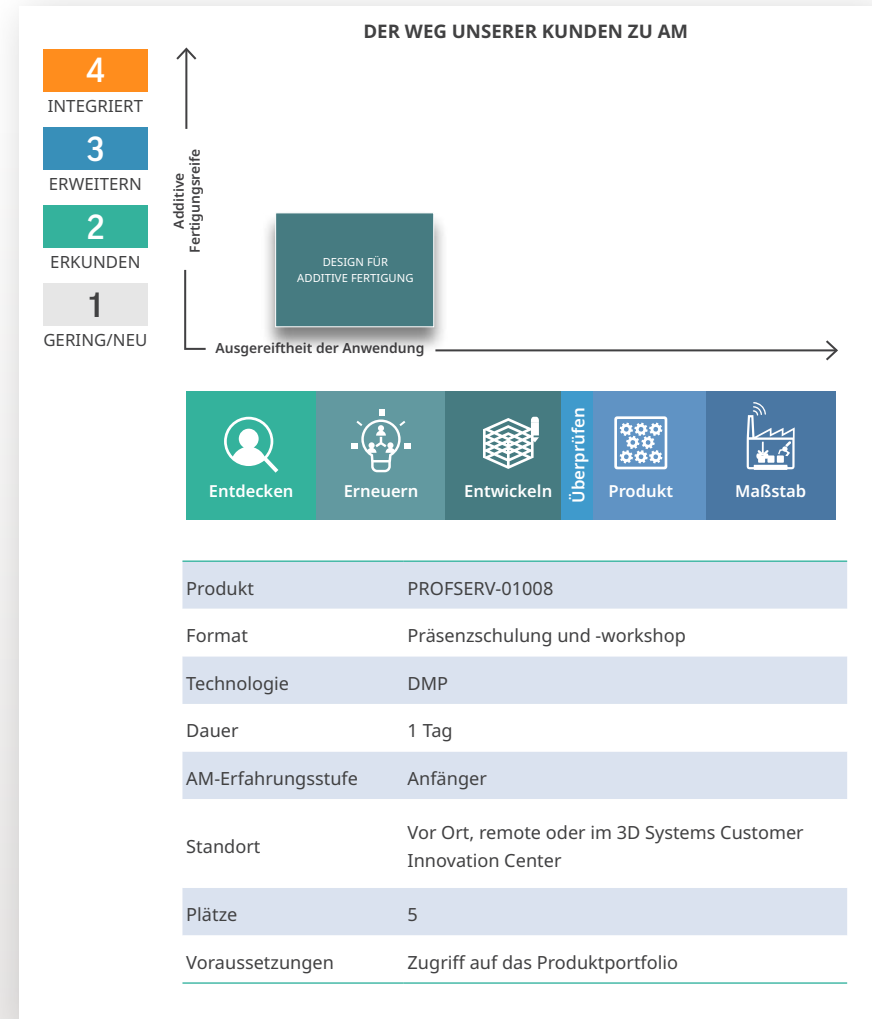 DER WEG UNSERER KUNDEN ZU AM
4
INTEGRIERT
3
ERWEITERN
2
ERKUNDEN
1
GERING/NEU
Additive
Fertigungsreife
DESIGN FÜR
ADDITIVE FERTIGUNG
Ausgereiftheit der Anwendung
Entdecken
Erneuern
Entwickeln
Überprüfen
Produkt
Maßstab
Produkt PROFSERV-01008
Format Präsenzschulung und -workshop
Technologie DMP
Dauer 1 Tag
AM-Erfahrungsstufe Anfänger
Standort Vor Ort, remote oder im 3D Systems Customer
Innovation Center
Plätze 5
Voraussetzungen Zugriff auf das Produktportfolio